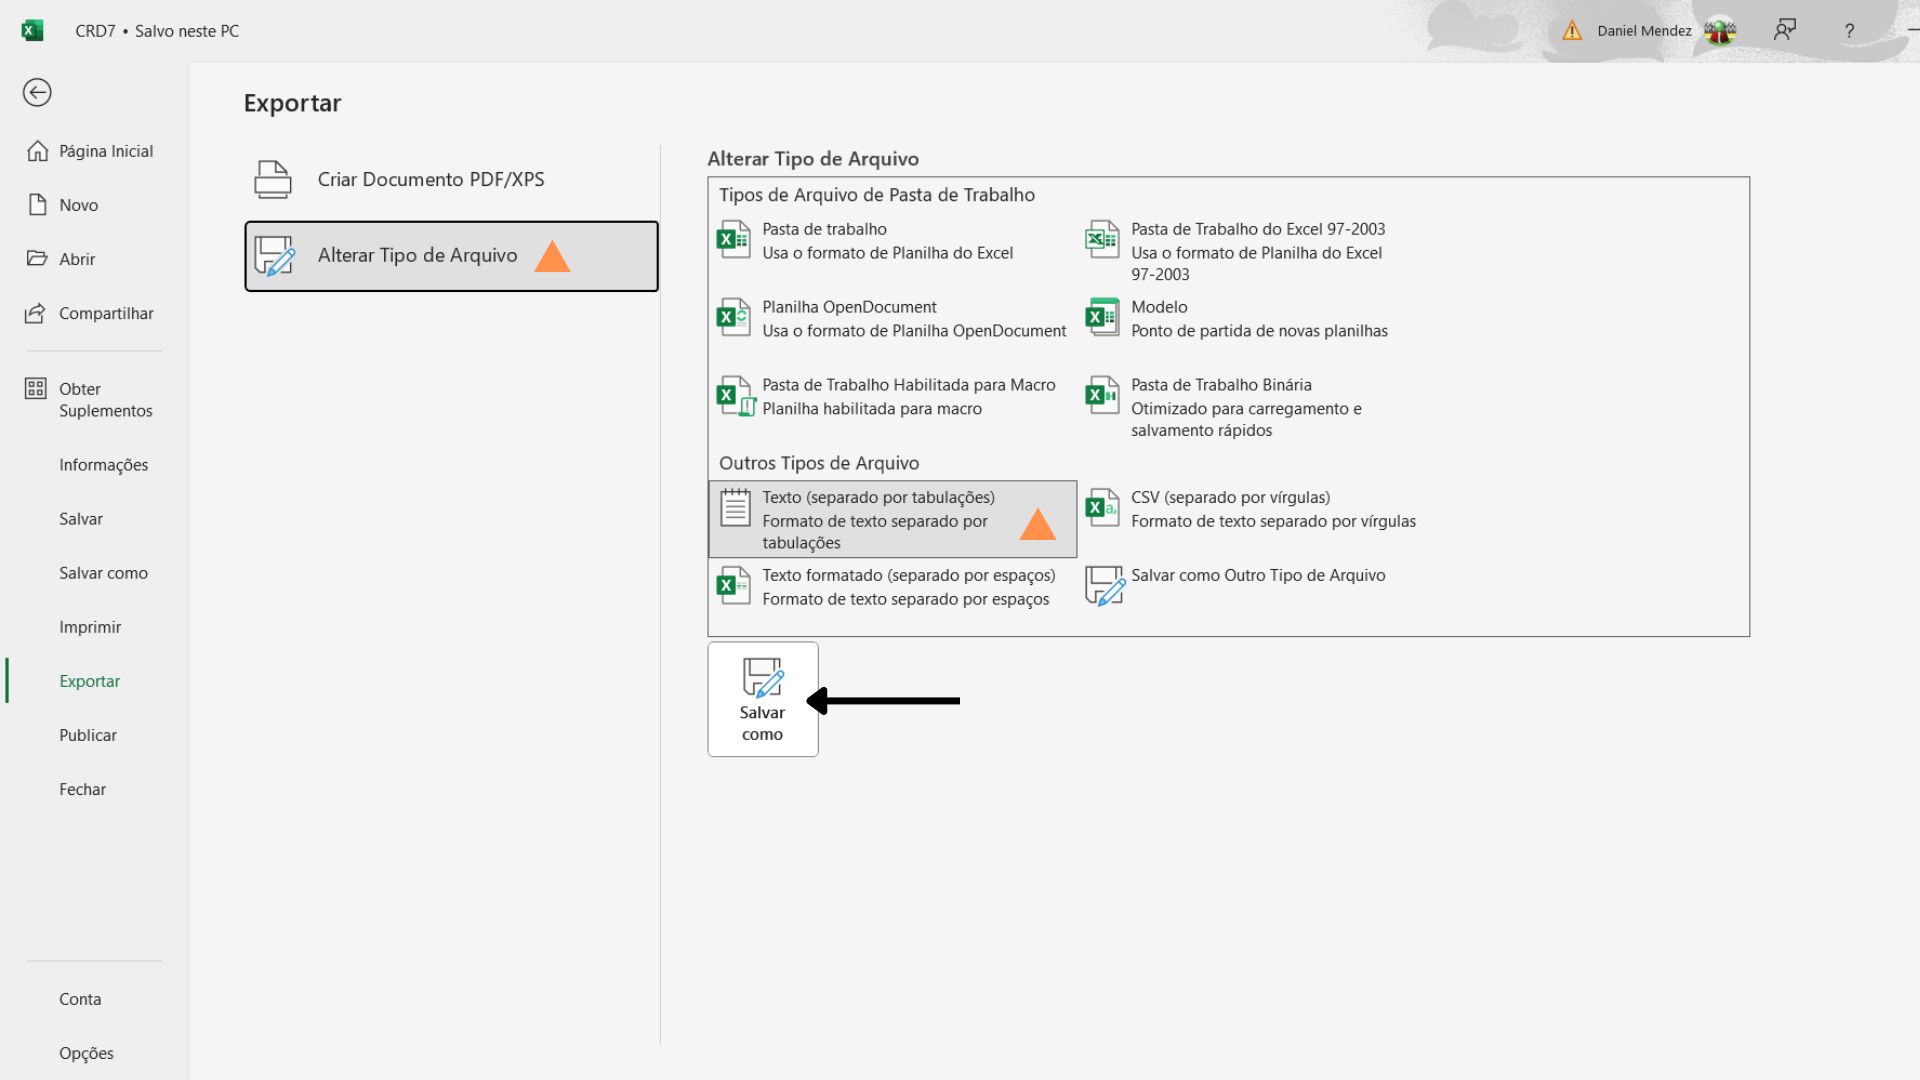 CRD7 • Salvo neste PC
Daniel Mendez
?
Página Inicial
Novo
Abrir
Compartilhar
Obter
Suplementos
Informações
Salvar
Salvar como
Imprimir
Exportar
Publicar
Fechar
Conta
Opções
Exportar
Criar Documento PDF/XPS
Alterar Tipo de Arquivo
Alterar Tipo de Arquivo
Tipos de Arquivo de Pasta de Trabalho
Pasta de trabalho
Usa o formato de Planilha do Excel
Pasta de Trabalho do Excel 97-2003
Usa o formato de Planilha do Excel
97-2003
Planilha OpenDocument
Usa o formato de Planilha OpenDocument
Modelo
Ponto de partida de novas planilhas
Pasta de Trabalho Habilitada para Macro
Planilha habilitada para macro
Pasta de Trabalho Binária
Otimizado para carregamento e
salvamento rápidos
Outros Tipos de Arquivo
Texto (separado por tabulações)
Formato de texto separado por
tabulações
CSV (separado por vírgulas)
Formato de texto separado por vírgulas
Texto formatado (separado por espaços)
Formato de texto separado por espaços
Salvar como Outro Tipo de Arquivo
Salvar
como